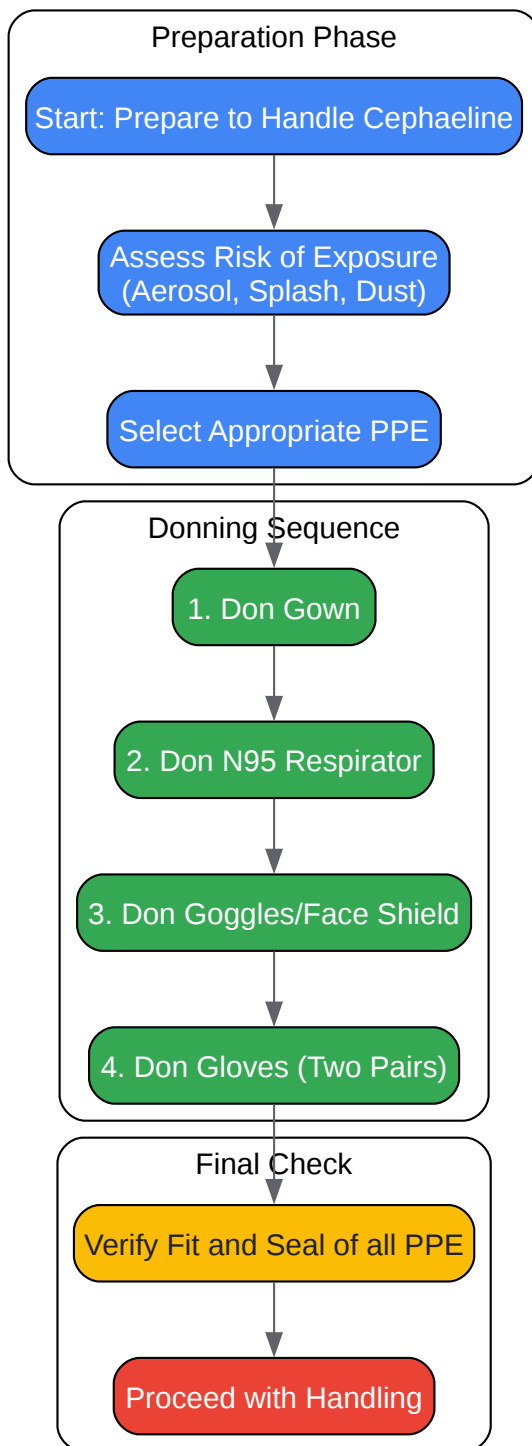 Preparation Phase
Start: Prepare to Handle Cephaeline
Assess Risk of Exposure
(Aerosol, Splash, Dust)
Select Appropriate PPE
Donning Sequence
1. Don Gown
2. Don N95 Respirator
3. Don Goggles/Face Shield
4. Don Gloves (Two Pairs)
Final Check
Verify Fit and Seal of all PPE
Proceed with Handling